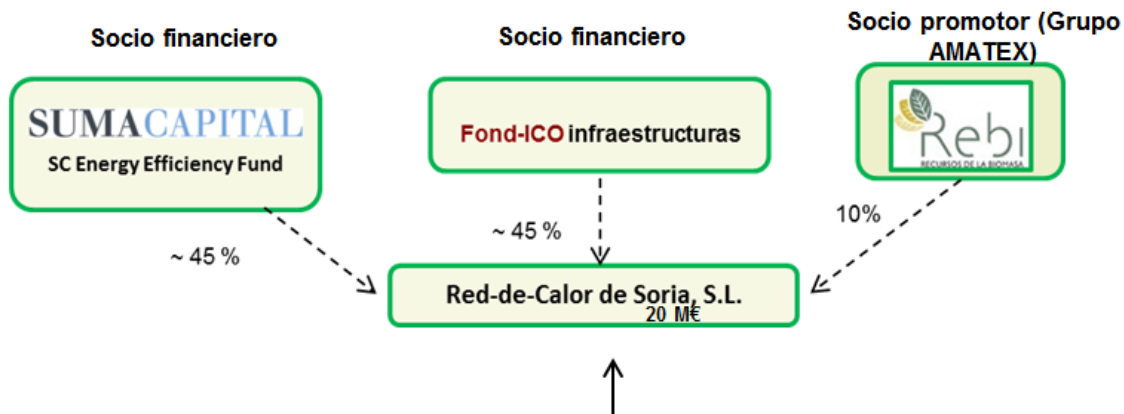 Socio financiero
SUMACAPITAL
SC Energy Efficiency Fund
~ 45 %
Socio financiero
Fond-ICO infraestructuras
~ 45 %
Socio promotor (Grupo
AMATEX)
Rebi
RECURSOS DE LA BIOMASA
10%
Red-de-Calor de Soria, S.L.
20 M€